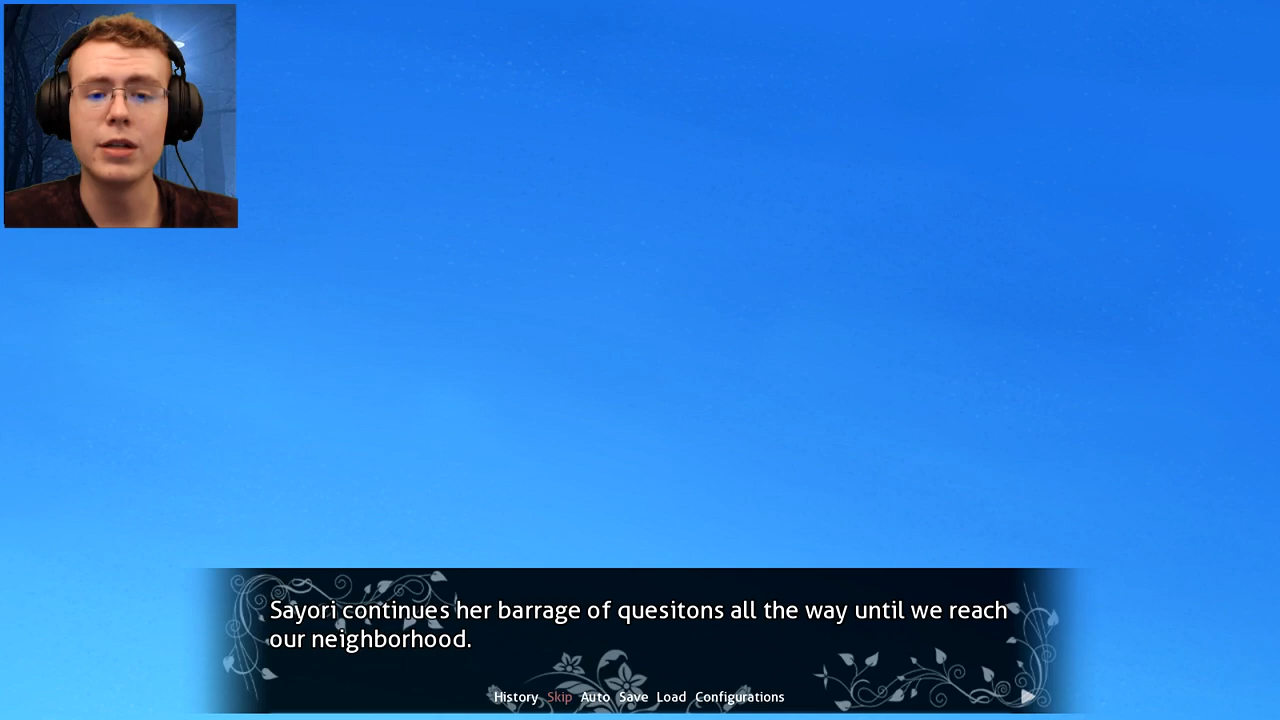 Sayori continues her barrage of quesitons all the way until we reach
our neighborhood.
History Skip Auto Save Load Configurations